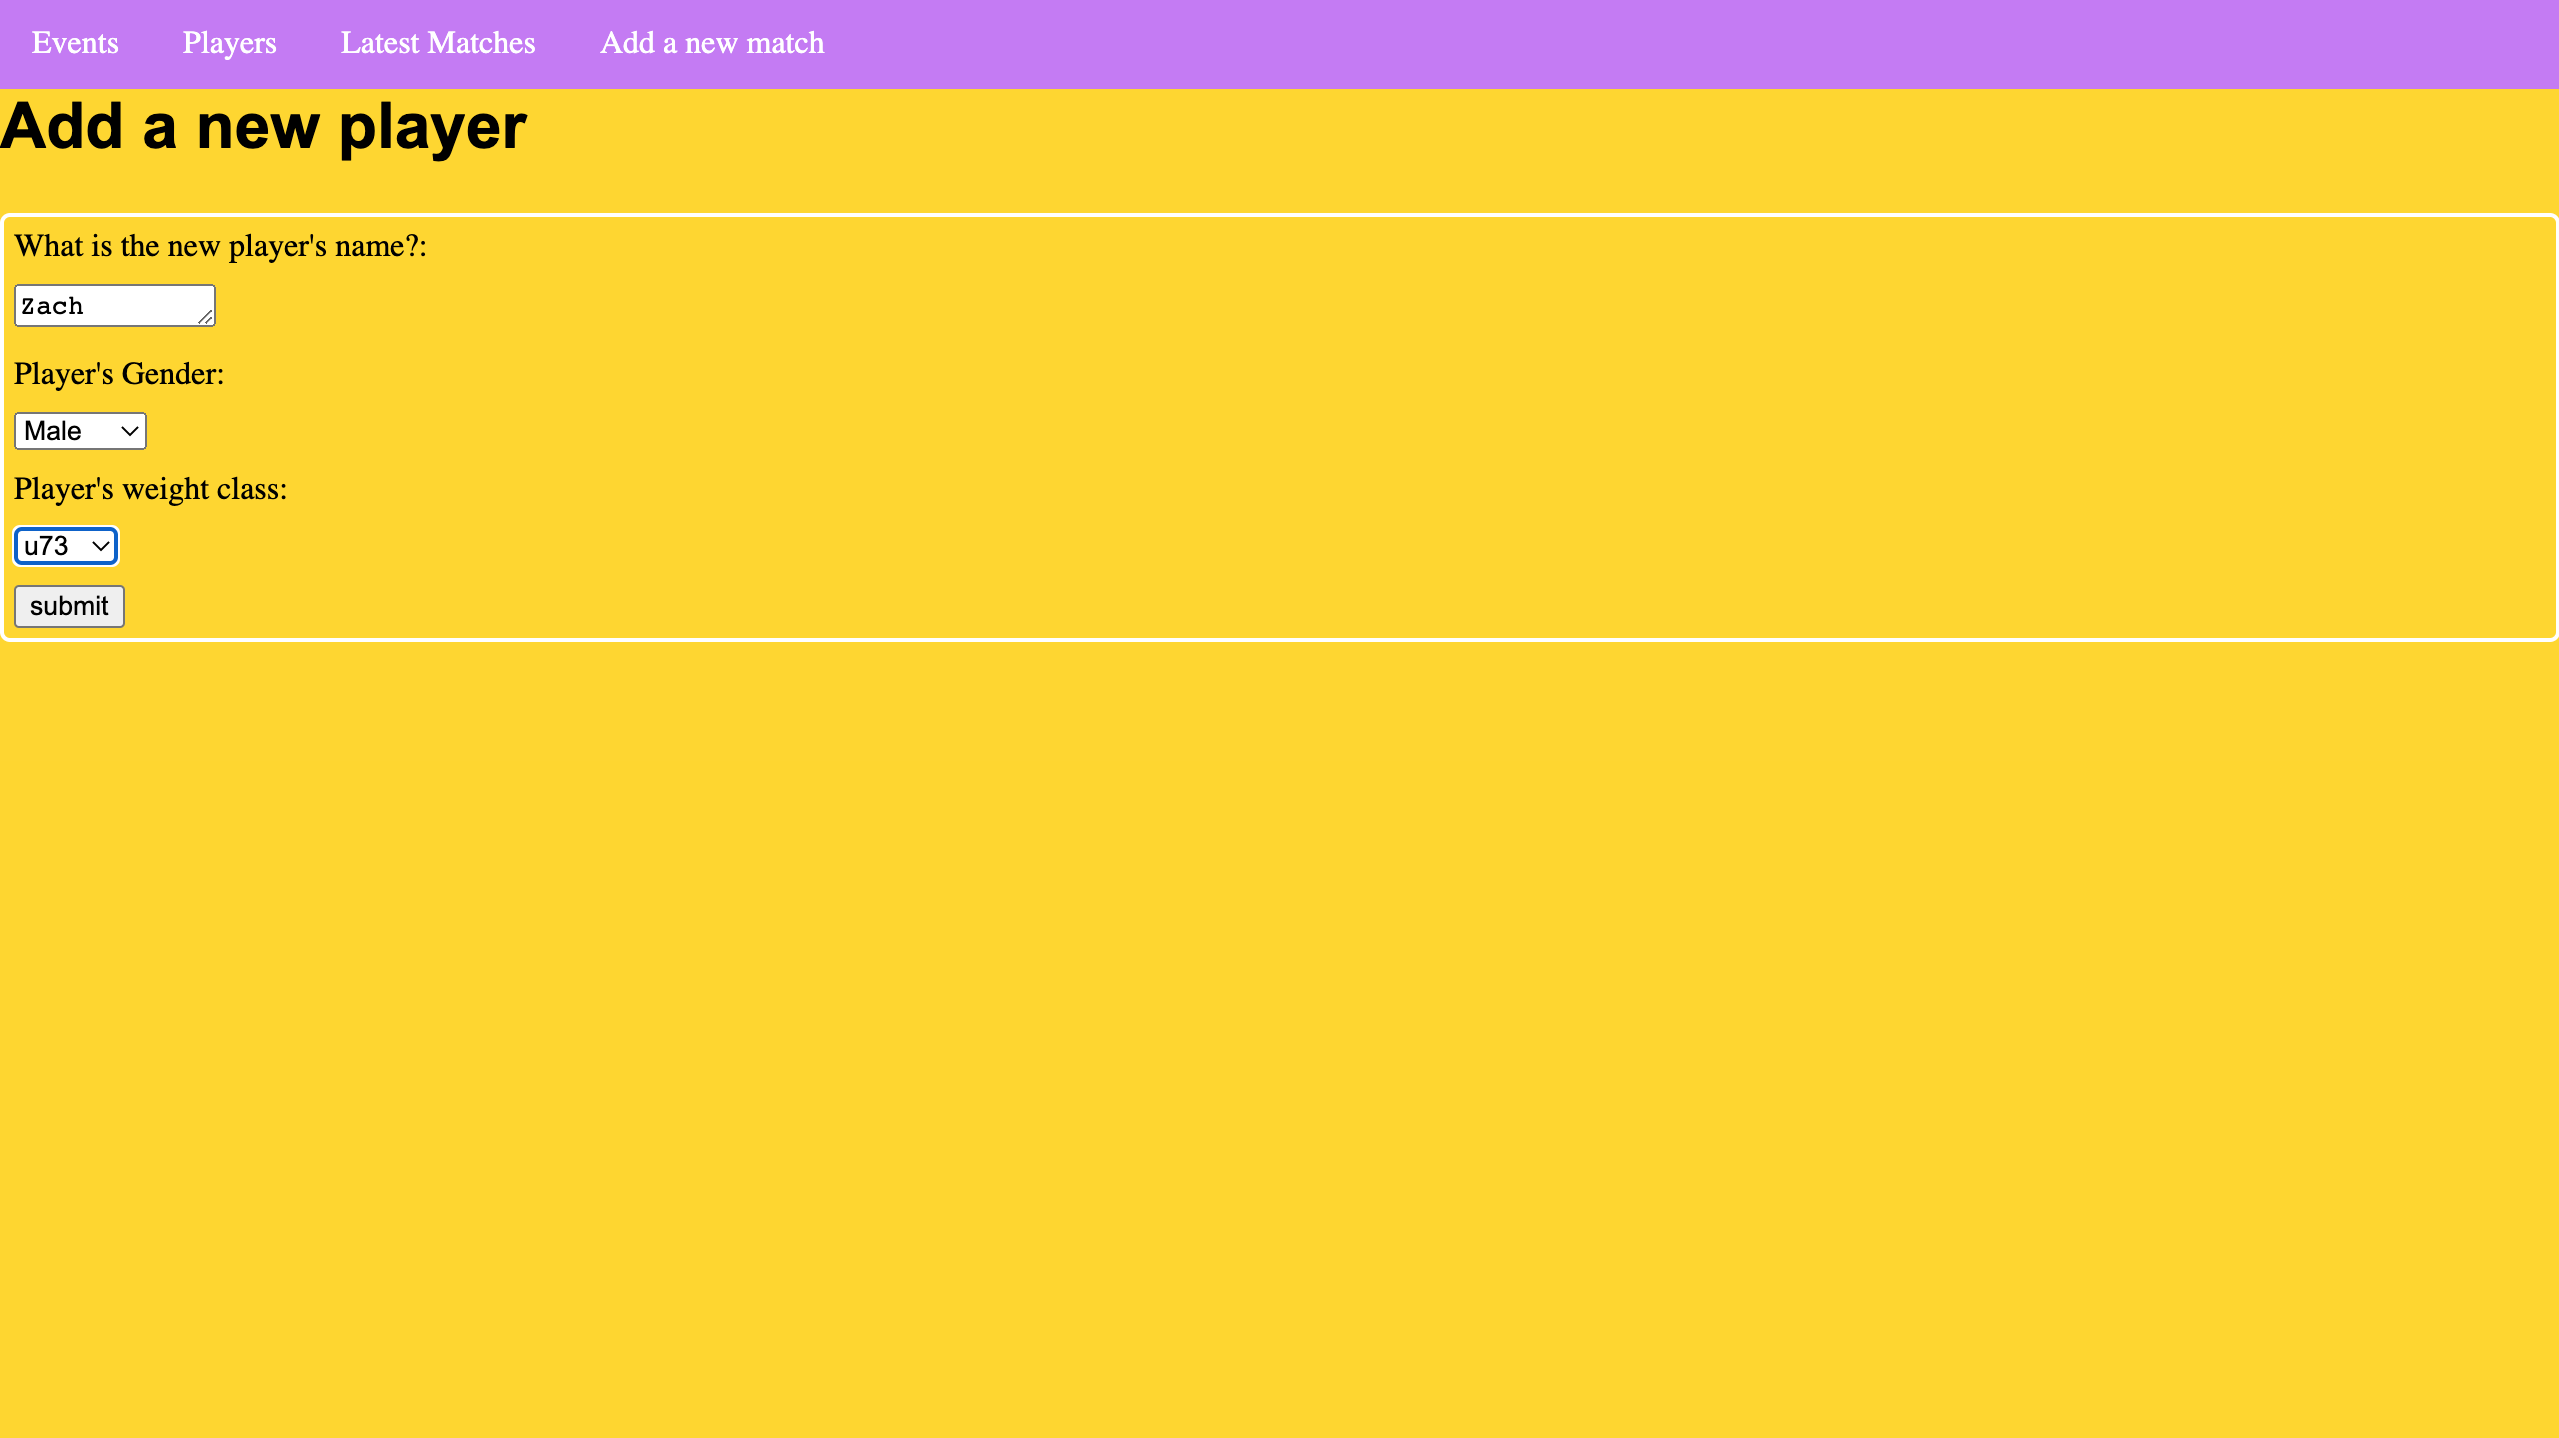 Events Players Latest Matches Add a new match
Add a new player
What is the new player's name?:
Zach
Player's Gender:
Male
Player's weight class:
u73
submit